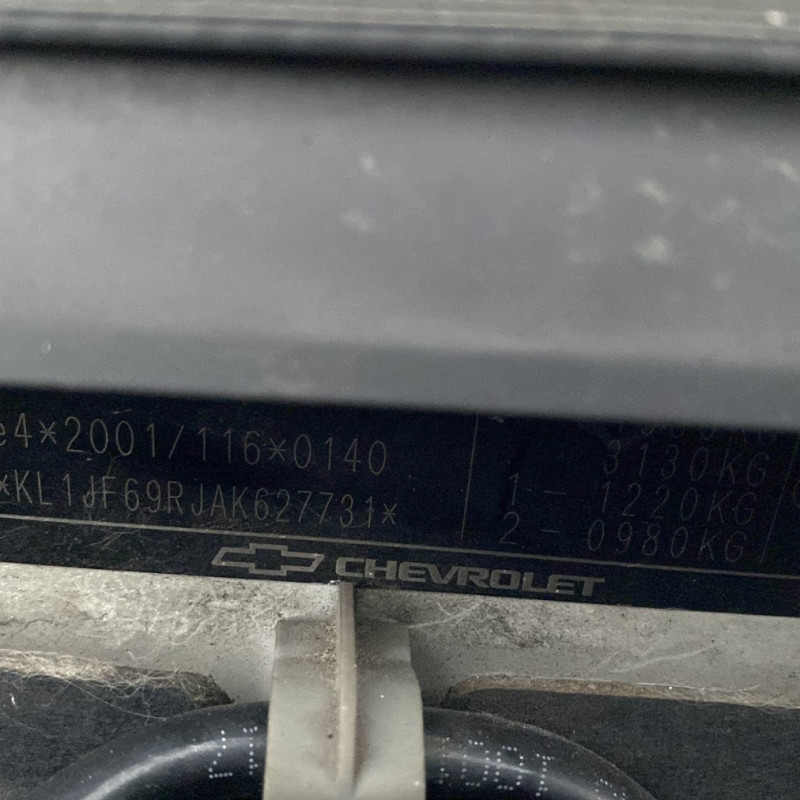 e4*2001/116*0140
*KL1JF69RJAK627731*
3130KG
1 - 1220KG
2 - 0980KG
CHEVROLET